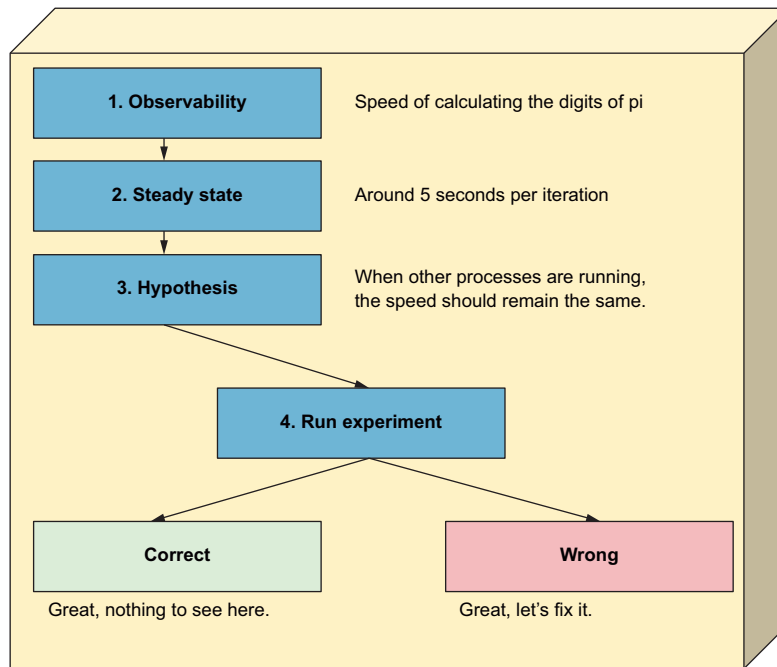 1. Observability
Speed of calculating the digits of pi
2. Steady state
Around 5 seconds per iteration
3. Hypothesis
When other processes are running,
the speed should remain the same.
4. Run experiment
Correct
Wrong
Great, nothing to see here.
Great, let’s fix it.